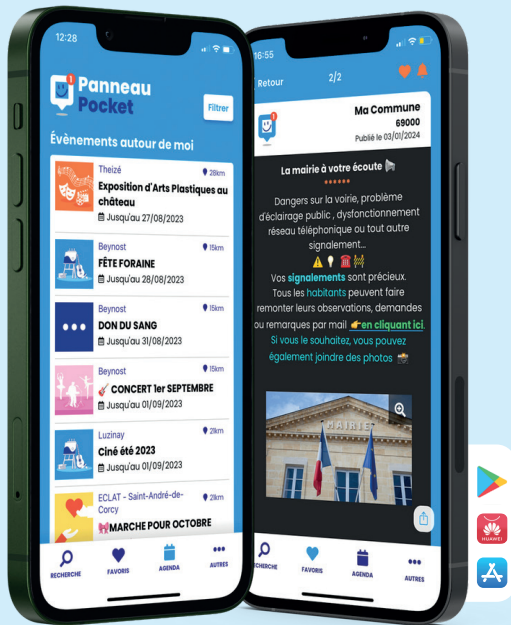 12:28
Panneau
Pocket
Filtrer
Évènements autour de moi
Theizé
28km
Exposition d'Arts Plastiques au
château
Jusqu'au 27/08/2023
Beynost
15km
FÊTE FORAINE
Jusqu'au 28/08/2023
Beynost
15km
DON DU SANG
Jusqu'au 31/08/2023
Beynost
15km
CONCERT 1er SEPTEMBRE
Jusqu'au 01/09/2023
Luzinay
21km
Ciné été 2023
Jusqu'au 01/09/2023
ECLAT - Saint-André-de-
Corcy
21km
MARCHE POUR OCTOBRE
RECHERCHE
FAVORIS
AGENDA
AUTRES
16:55
Retour
2/2
Ma Commune
69000
Publié le 03/01/2024
La mairie à votre écoute
Dangers sur la voirie, problème
d'éclairage public , dysfonctionnement
réseau téléphonique ou tout autre
signalement...
Vos signalements sont précieux.
Tous les habitants peuvent faire
remonter leurs observations, demandes
ou remarques par mail en cliquant ici.
Si vous le souhaitez, vous pouvez
également joindre des photos
MAIRIE
CHERCHE
FAVORIS
AGENDA
AUTRES
HUAWEI